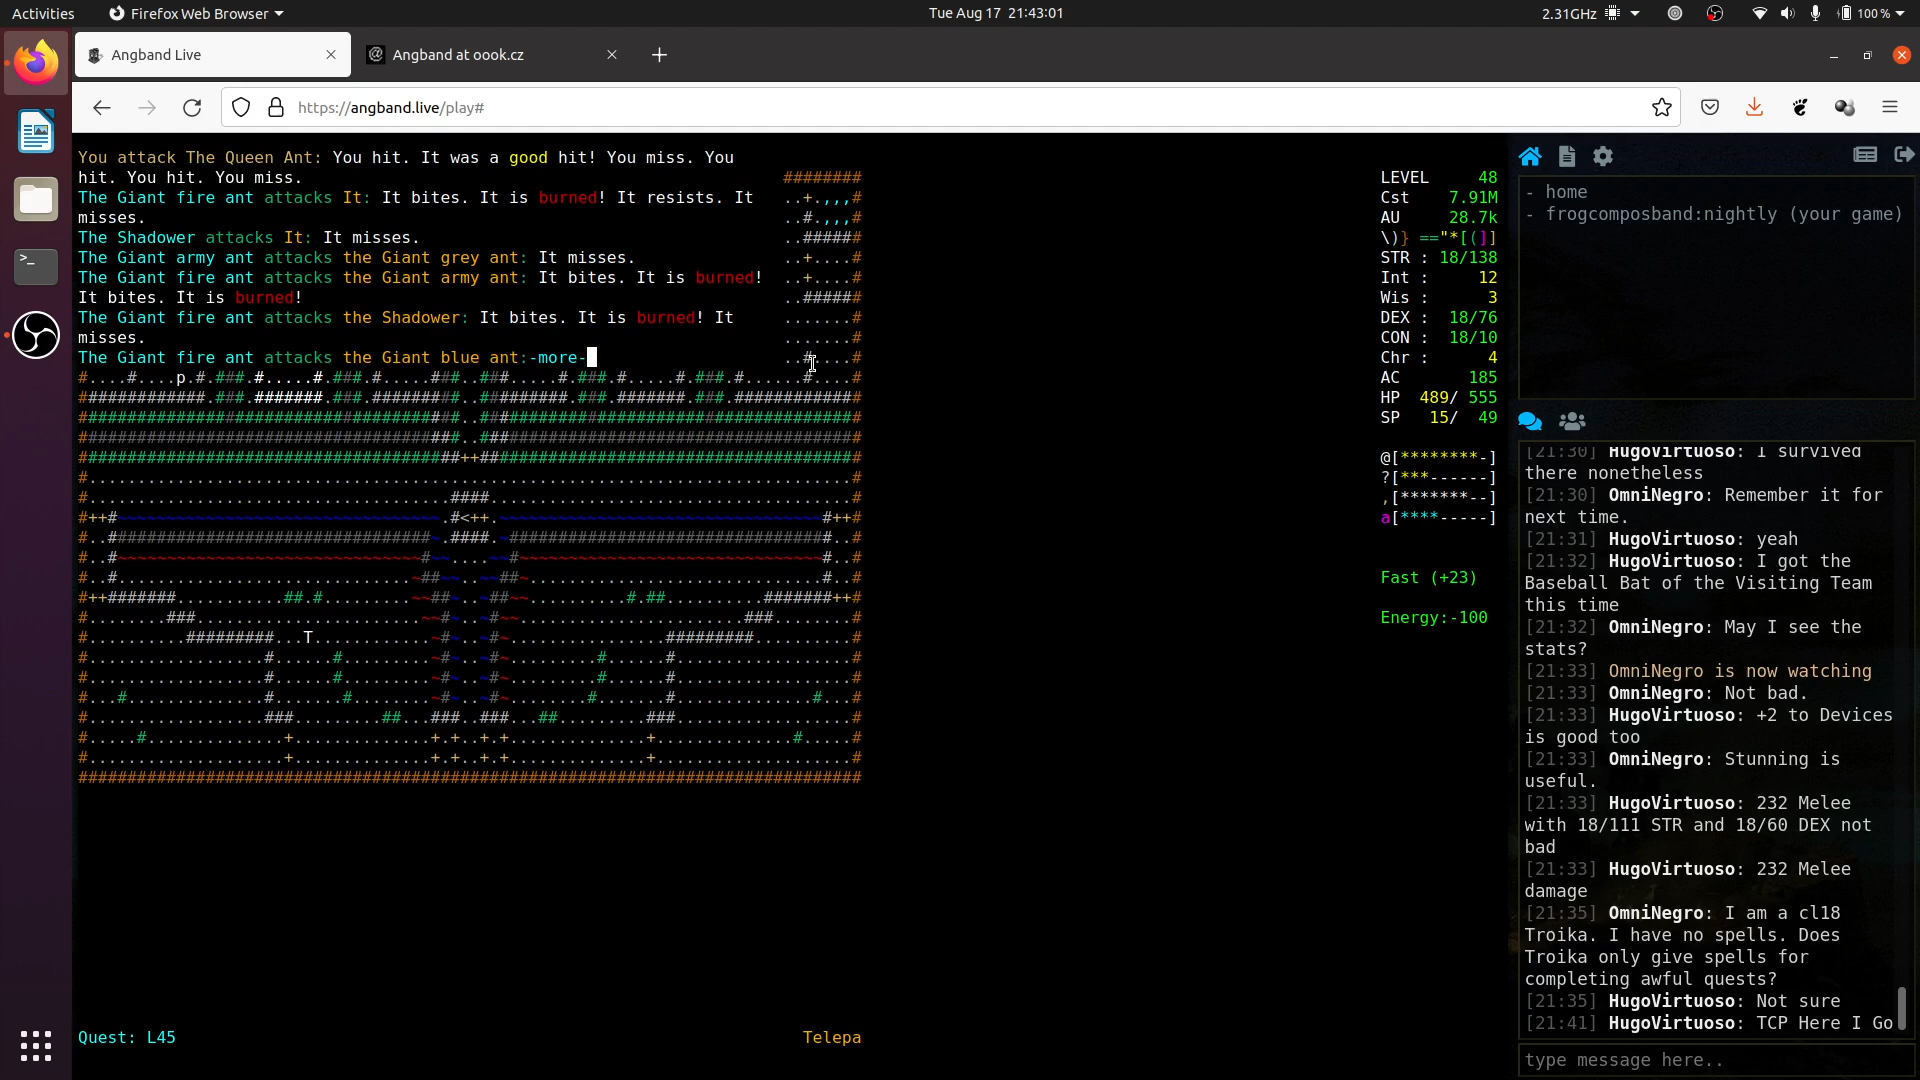 Activities
Firefox Web Browser
Tue Aug 17 21:43:01
2.31GHz
100 %
Angband Live
Angband at oook.cz
https://angband.live/play#
You attack The Queen Ant: You hit. It was a good hit! You miss. You
hit. You hit. You miss.
The Giant fire ant attacks It: It bites. It is burned! It resists. It
misses.
The Shadower attacks It: It misses.
The Giant army ant attacks the Giant grey ant: It misses.
The Giant fire ant attacks the Giant army ant: It bites. It is burned!
It bites. It is burned!
The Giant fire ant attacks the Shadower: It bites. It is burned! It
misses.
The Giant fire ant attacks the Giant blue ant:-more-
LEVEL 48
Cst 7.91M
AU 28.7k
\)} =="*[(]]
STR : 18/138
Int : 12
Wis : 3
DEX : 18/76
CON : 18/10
Chr : 4
AC 185
HP 489/ 555
SP 15/ 49
@[********-]
?[***------]
,[*******--]
a[****-----]
Fast (+23)
Energy:-100
Quest: L45
Telepa
- home
- frogcomposband:nightly (your game)
[21:30] HugoVirtuoso: I survived
there nonetheless
[21:30] OmniNegro: Remember it for
next time.
[21:31] HugoVirtuoso: yeah
[21:32] HugoVirtuoso: I got the
Baseball Bat of the Visiting Team
this time
[21:32] OmniNegro: May I see the
stats?
[21:33] OmniNegro is now watching
[21:33] OmniNegro: Not bad.
[21:33] HugoVirtuoso: +2 to Devices
is good too
[21:33] OmniNegro: Stunning is
useful.
[21:33] HugoVirtuoso: 232 Melee
with 18/111 STR and 18/60 DEX not
bad
[21:33] HugoVirtuoso: 232 Melee
damage
[21:35] OmniNegro: I am a cl18
Troika. I have no spells. Does
Troika only give spells for
completing awful quests?
[21:35] HugoVirtuoso: Not sure
[21:41] HugoVirtuoso: TCP Here I Go
type message here..